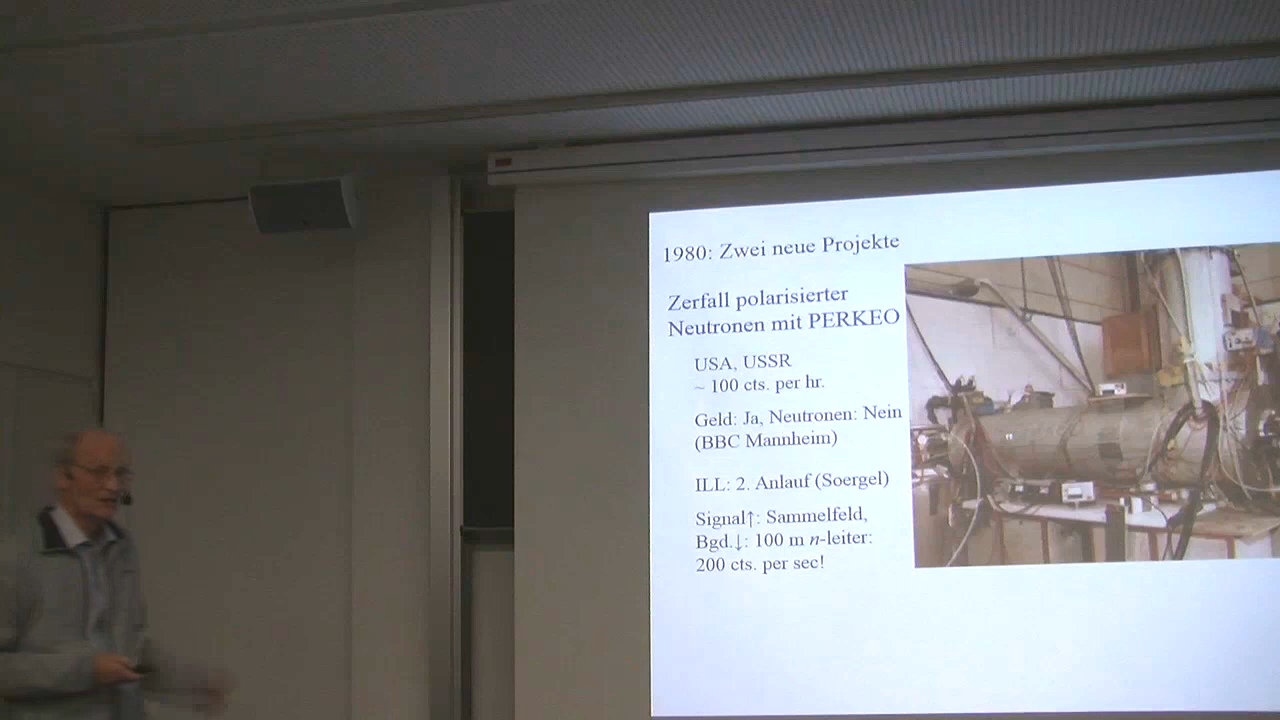 1980: Zwei neue Projekte
Zerfall polarisierter
Neutronen mit PERKEO
USA, USSR
~ 100 cts. per hr.
Geld: Ja, Neutronen: Nein
(BBC Mannheim)
ILL: 2. Anlauf (Soergel)
Signal↑: Sammelfeld,
Bgd.↓: 100 m n-leiter:
200 cts. per sec!